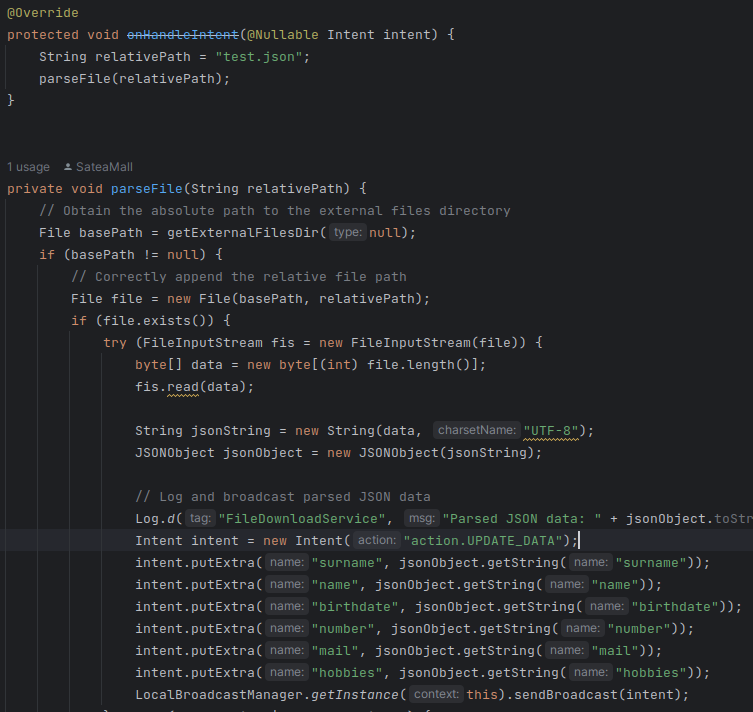 @Override
protected void onHandleIntent(@Nullable Intent intent) {
String relativePath = "test.json";
parseFile(relativePath);
}
1 usage SateaMall
private void parseFile(String relativePath) {
// Obtain the absolute path to the external files directory
File basePath = getExternalFilesDir( type: null);
if (basePath != null) {
// Correctly append the relative file path
File file = new File(basePath, relativePath);
if (file.exists()) {
try (FileInputStream fis = new FileInputStream(file)) {
byte[] data = new byte[(int) file.length()];
fis.read(data);
String jsonString = new String(data, charsetName: "UTF-8");
JSONObject jsonObject = new JSONObject(jsonString);
// Log and broadcast parsed JSON data
Log.d( tag: "FileDownloadService", msg: "Parsed JSON data: " + jsonObject.toStr
Intent intent = new Intent( action: "action.UPDATE_DATA");
intent.putExtra( name: "surname", jsonObject.getString( name: "surname"));
intent.putExtra( name: "name", jsonObject.getString( name: "name"));
intent.putExtra( name: "birthdate", jsonObject.getString( name: "birthdate"));
intent.putExtra( name: "number", jsonObject.getString( name: "number"));
intent.putExtra( name: "mail", jsonObject.getString( name: "mail"));
intent.putExtra( name: "hobbies", jsonObject.getString( name: "hobbies"));
LocalBroadcastManager.getInstance( context: this).sendBroadcast(intent);